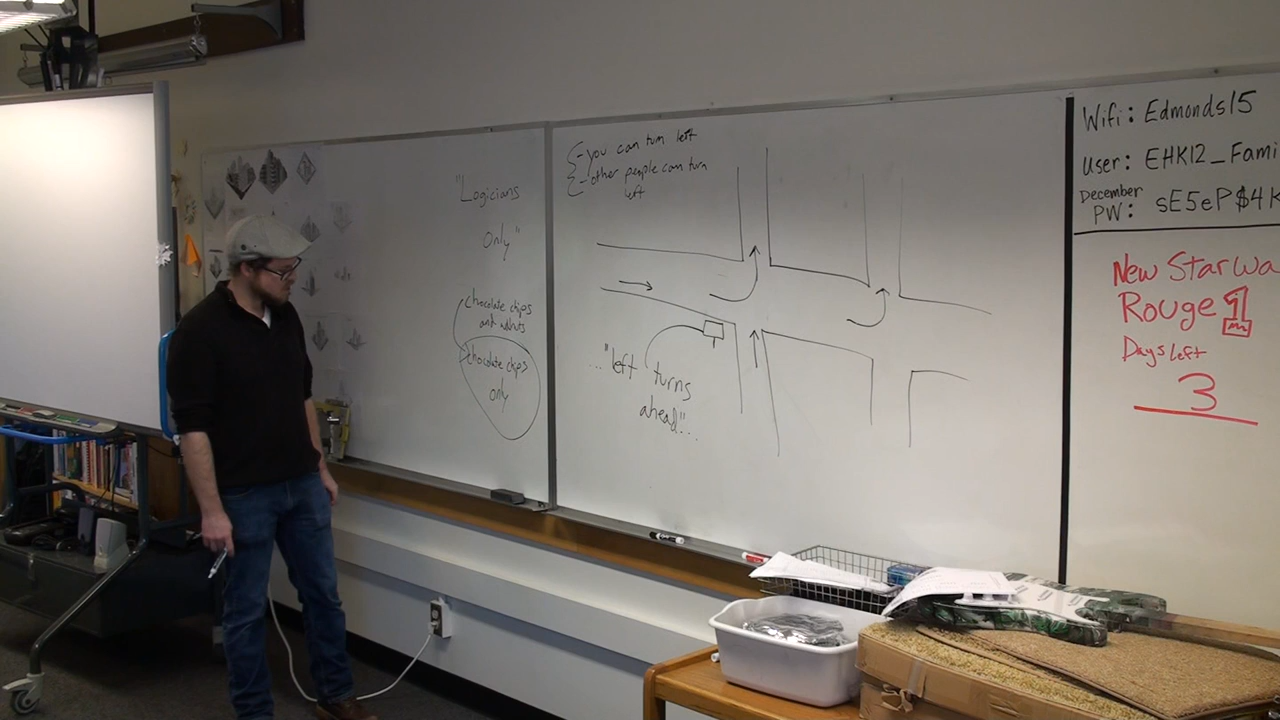 "Logicians
Only"
chocolate chips
and walnuts
chocolate chips
only
- you can turn left
- other people can turn
left
..."left turns
ahead"...
Wifi: Edmonds15
User: EHK12_Fami
December
PW: sE5eP$4K
New Star Wa
Rouge 1
Days left
3